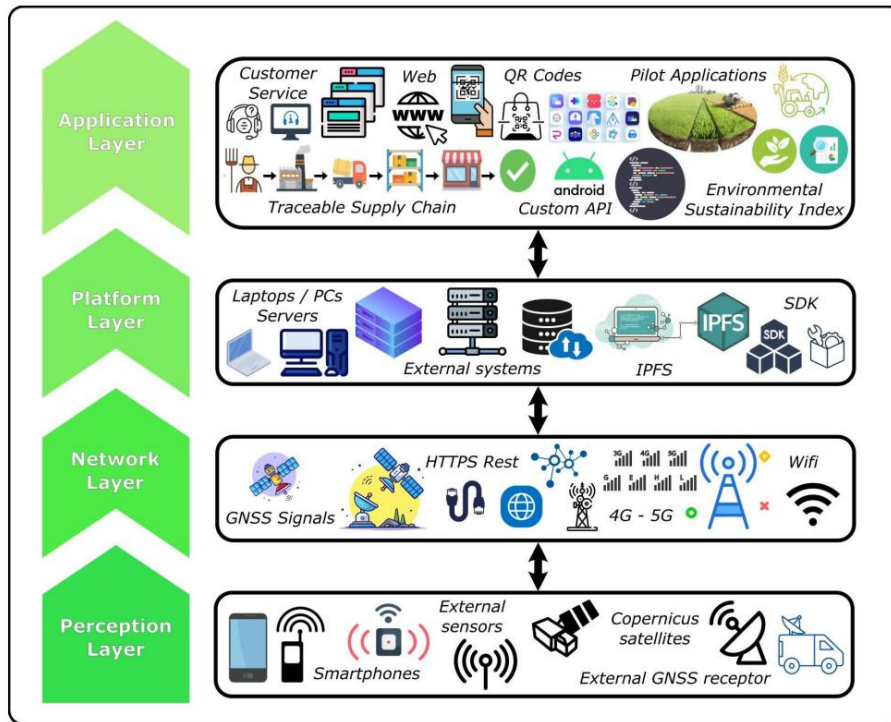 Application
Layer
Customer
Service
Web
WWW
QR Codes
Pilot Applications
Traceable Supply Chain
android
Custom API
Environmental
Sustainability Index
Platform
Layer
Laptops / PCs
Servers
External systems
IPFS
IPFS
SDK
SDK
Network
Layer
GNSS Signals
HTTPS Rest
3G 4G 5G
G E H L
4G - 5G
Wifi
Perception
Layer
Smartphones
External
sensors
Copernicus
satellites
External GNSS receptor